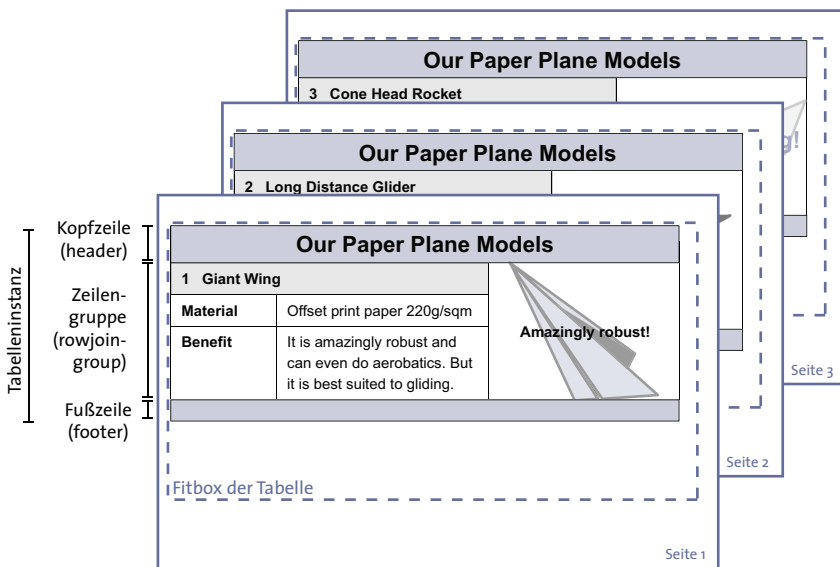 Our Paper Plane Models
3 Cone Head Rocket
g!
Seite 3
Our Paper Plane Models
2 Long Distance Glider
Seite 2
Tabelleninstanz
Kopfzeile
(header)
Zeilen-
gruppe
(rowjoin-
group)
Fußzeile
(footer)
Our Paper Plane Models
1 Giant Wing
Material Offset print paper 220g/sqm
Benefit It is amazingly robust and
can even do aerobatics. But
it is best suited to gliding.
Amazingly robust!
Fitbox der Tabelle
Seite 1